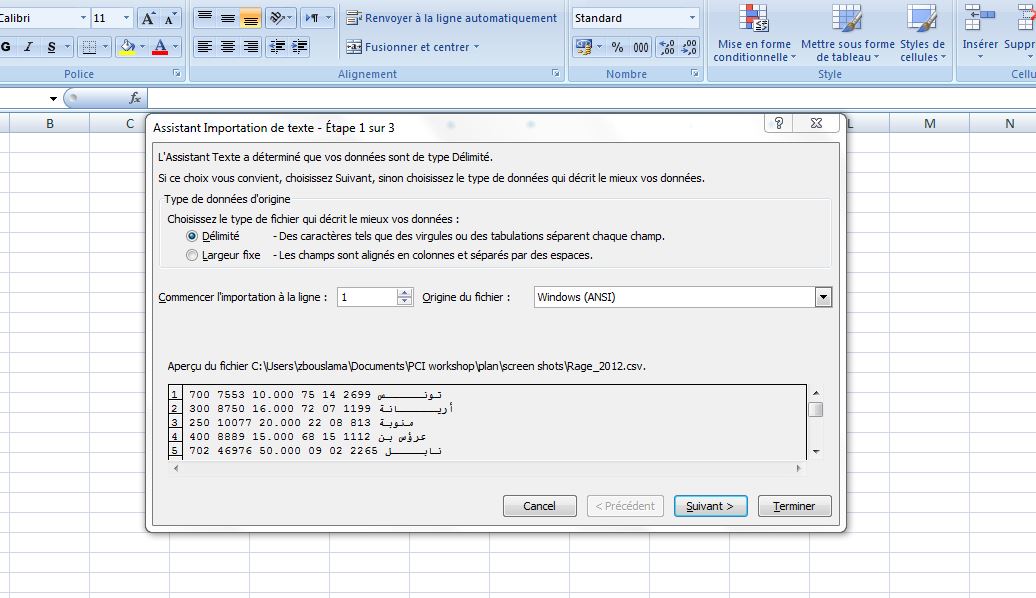 Calibri 11 A A Renvoyer à la ligne automatiquement Standard
G I S A Fusionner et centrer % 000 Mise en forme conditionnelle Mettre sous forme de tableau Styles de cellules Insérer
Police Alignement Nombre Style
fx
B C L M N
Assistant Importation de texte - Étape 1 sur 3
L'Assistant Texte a déterminé que vos données sont de type Délimité.
Si ce choix vous convient, choisissez Suivant, sinon choisissez le type de données qui décrit le mieux vos données.
Type de données d'origine
Choisissez le type de fichier qui décrit le mieux vos données :
Délimité - Des caractères tels que des virgules ou des tabulations séparent chaque champ.
Largeur fixe - Les champs sont alignés en colonnes et séparés par des espaces.
Commencer l'importation à la ligne : 1 Origine du fichier : Windows (ANSI)
Aperçu du fichier C:\Users\zbouslama\Documents\PCI workshop\plan\screen shots\Rage_2012.csv.
1 700 7553 10.000 75 14 2699 تونـــــس
2 300 8750 16.000 72 07 1199 أريـــــانة
3 250 10077 20.000 22 08 813 منوبة
4 400 8889 15.000 68 15 1112 عرؤس بن
5 702 46976 50.000 09 02 2265 نابـــــل
Cancel < Précédent Suivant > Terminer